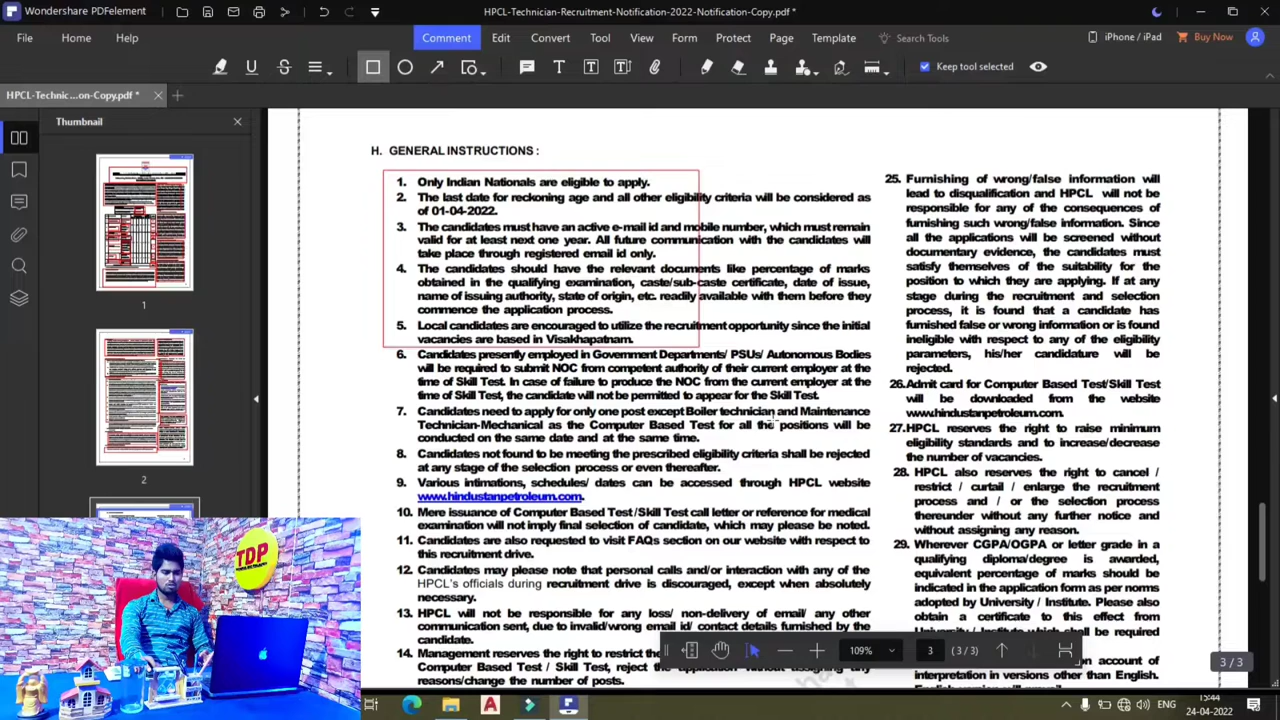 Wondershare PDFelement
HPCL-Technician-Recruitment-Notification-2022-Notification-Copy.pdf *
File Home Help Comment Edit Convert Tool View Form Protect Page Template Search Tools iPhone / iPad Buy Now
Keep tool selected
HPCL-Technic...on-Copy.pdf *
Thumbnail
1
2
H. GENERAL INSTRUCTIONS :
1. Only Indian Nationals are eligible to apply.
2. The last date for reckoning age and all other eligibility criteria will be considered as
of 01-04-2022.
3. The candidates must have an active e-mail id and mobile number, which must remain
valid for at least next one year. All future communication with the candidates will
take place through registered email id only.
4. The candidates should have the relevant documents like percentage of marks
obtained in the qualifying examination, caste/sub-caste certificate, date of issue,
name of issuing authority, state of origin, etc. readily available with them before they
commence the application process.
5. Local candidates are encouraged to utilize the recruitment opportunity since the initial
vacancies are based in Visakhapatnam.
6. Candidates presently employed in Government Departments/ PSUs/ Autonomous Bodies
will be required to submit NOC from competent authority of their current employer at the
time of Skill Test. In case of failure to produce the NOC from the current employer at the
time of Skill Test, the candidate will not be permitted to appear for the Skill Test.
7. Candidates need to apply for only one post except Boiler technician and Maintenance
Technician-Mechanical as the Computer Based Test for all the positions will be
conducted on the same date and at the same time.
8. Candidates not found to be meeting the prescribed eligibility criteria shall be rejected
at any stage of the selection process or even thereafter.
9. Various intimations, schedules/ dates can be accessed through HPCL website
www.hindustanpetroleum.com.
10. Mere issuance of Computer Based Test /Skill Test call letter or reference for medical
examination will not imply final selection of candidate, which may please be noted.
11. Candidates are also requested to visit FAQs section on our website with respect to
this recruitment drive.
12. Candidates may please note that personal calls and/or interaction with any of the
HPCL's officials during recruitment drive is discouraged, except when absolutely
necessary.
13. HPCL will not be responsible for any loss/ non-delivery of email/ any other
communication sent, due to invalid/wrong email id/ contact details furnished by the
candidate.
14. Management reserves the right to restrict the
Computer Based Test / Skill Test, reject
reasons/change the number of posts.
25. Furnishing of wrong/false information will
lead to disqualification and HPCL will not be
responsible for any of the consequences of
furnishing such wrong/false information. Since
all the applications will be screened without
documentary evidence, the candidates must
satisfy themselves of the suitability for the
position to which they are applying. If at any
stage during the recruitment and selection
process, it is found that a candidate has
furnished false or wrong information or is found
ineligible with respect to any of the eligibility
parameters, his/her candidature will be
rejected.
26.Admit card for Computer Based Test/Skill Test
will be downloaded from the website
www.hindustanpetroleum.com.
27.HPCL reserves the right to raise minimum
eligibility standards and to increase/decrease
the number of vacancies.
28. HPCL also reserves the right to cancel /
restrict / curtail / enlarge the recruitment
process and / or the selection process
thereunder without any further notice and
without assigning any reason.
29. Wherever CGPA/OGPA or letter grade in a
qualifying diploma/degree is awarded,
equivalent percentage of marks should be
indicated in the application form as per norms
adopted by University / Institute. Please also
obtain a certificate to this effect from
University / Institute which shall be required
on account of
interpretation in versions other than English.
109% 3 (3 / 3)
3 / 3
TDP
ENG
15:44
24-04-2022